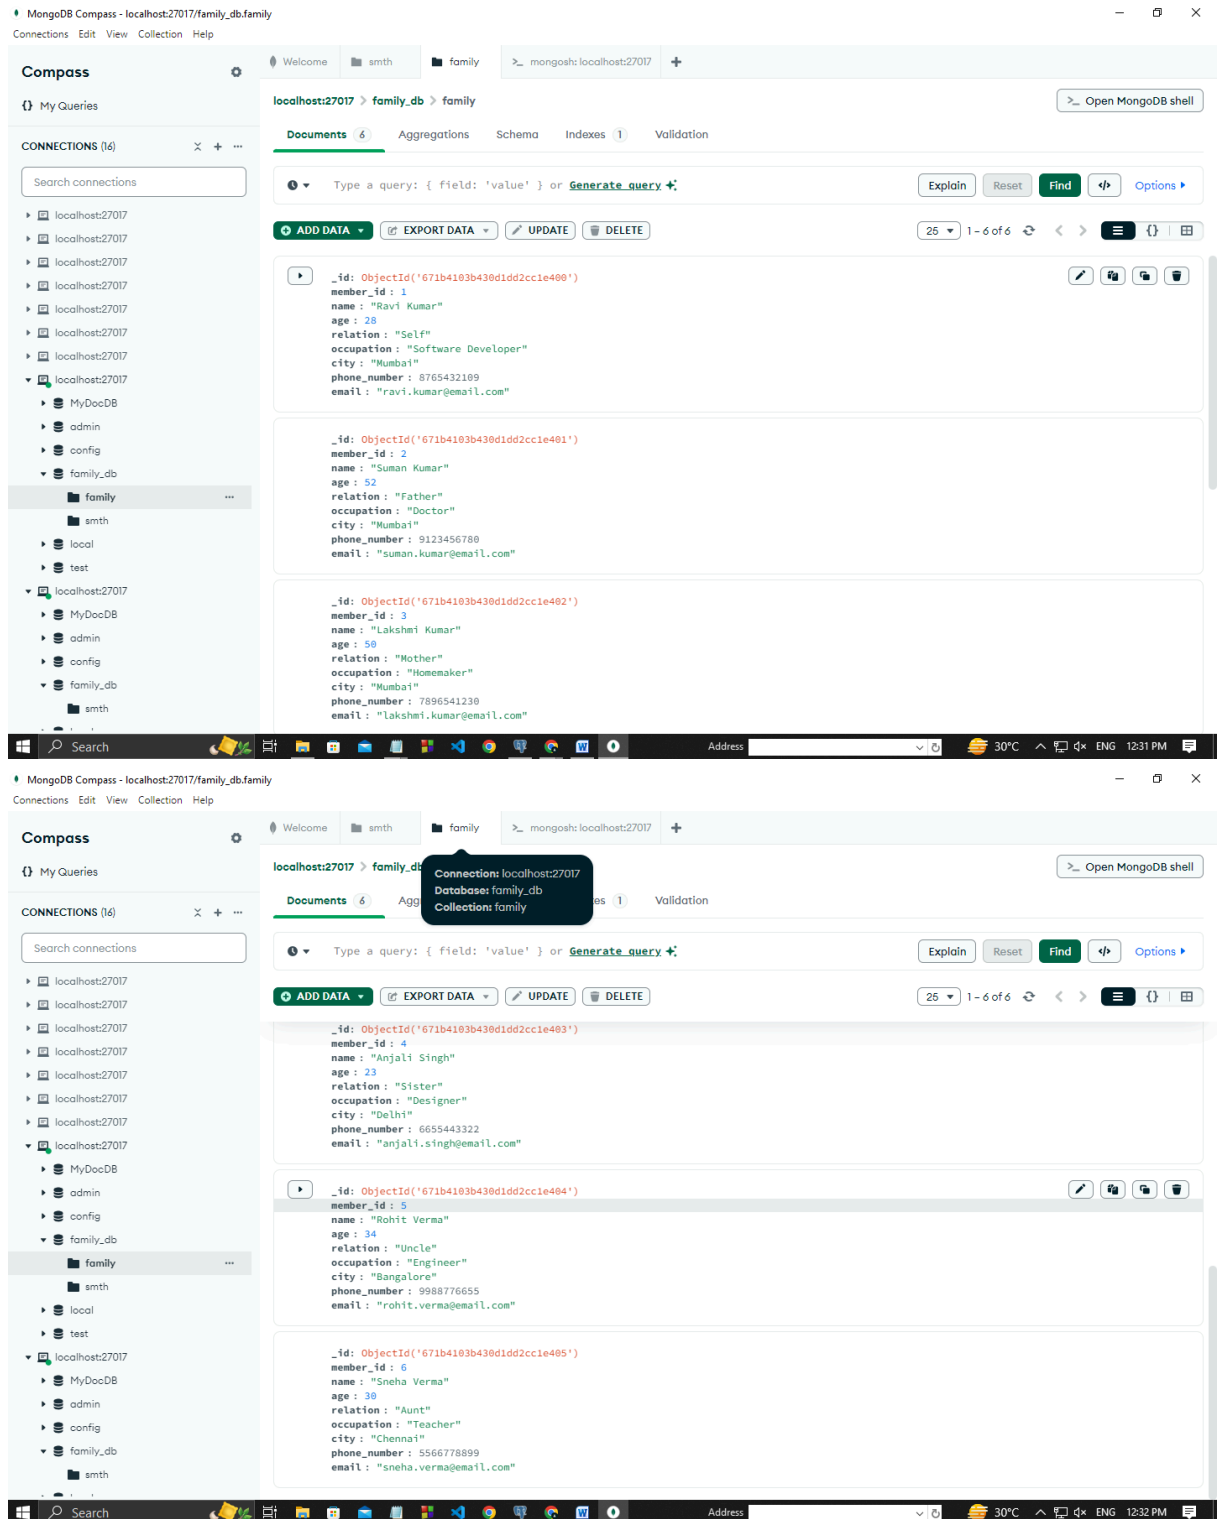 MongoDB Compass - localhost:27017/family_db.family
Connections Edit View Collection Help
Compass
My Queries
CONNECTIONS (16)
Search connections
localhost:27017
localhost:27017
localhost:27017
localhost:27017
localhost:27017
localhost:27017
localhost:27017
localhost:27017
MyDocDB
admin
config
family_db
family
smth
local
test
localhost:27017
MyDocDB
admin
config
family_db
smth
Welcome smth family >_ mongosh: localhost:27017 +
localhost:27017 > family_db > family
>_ Open MongoDB shell
Documents 6 Aggregations Schema Indexes 1 Validation
Type a query: { field: 'value' } or Generate query
Explain Reset Find </> Options
ADD DATA EXPORT DATA UPDATE DELETE
25 1 – 6 of 6
_id: ObjectId('671b4103b430d1dd2cc1e400')
member_id : 1
name : "Ravi Kumar"
age : 28
relation : "Self"
occupation : "Software Developer"
city : "Mumbai"
phone_number : 8765432109
email : "ravi.kumar@email.com"
_id: ObjectId('671b4103b430d1dd2cc1e401')
member_id : 2
name : "Suman Kumar"
age : 52
relation : "Father"
occupation : "Doctor"
city : "Mumbai"
phone_number : 9123456780
email : "suman.kumar@email.com"
_id: ObjectId('671b4103b430d1dd2cc1e402')
member_id : 3
name : "Lakshmi Kumar"
age : 50
relation : "Mother"
occupation : "Homemaker"
city : "Mumbai"
phone_number : 7896541230
email : "lakshmi.kumar@email.com"
Search
Address
30°C ENG 12:31 PM
MongoDB Compass - localhost:27017/family_db.family
Connections Edit View Collection Help
Compass
My Queries
CONNECTIONS (16)
Search connections
localhost:27017
localhost:27017
localhost:27017
localhost:27017
localhost:27017
localhost:27017
localhost:27017
localhost:27017
MyDocDB
admin
config
family_db
family
smth
local
test
localhost:27017
MyDocDB
admin
config
family_db
smth
Welcome smth family >_ mongosh: localhost:27017 +
localhost:27017 > family_db
Connection: localhost:27017
Database: family_db
Collection: family
>_ Open MongoDB shell
Documents 6 Agg es 1 Validation
Type a query: { field: 'value' } or Generate query
Explain Reset Find </> Options
ADD DATA EXPORT DATA UPDATE DELETE
25 1 – 6 of 6
_id: ObjectId('671b4103b430d1dd2cc1e403')
member_id : 4
name : "Anjali Singh"
age : 23
relation : "Sister"
occupation : "Designer"
city : "Delhi"
phone_number : 6655443322
email : "anjali.singh@email.com"
_id: ObjectId('671b4103b430d1dd2cc1e404')
member_id : 5
name : "Rohit Verma"
age : 34
relation : "Uncle"
occupation : "Engineer"
city : "Bangalore"
phone_number : 9988776655
email : "rohit.verma@email.com"
_id: ObjectId('671b4103b430d1dd2cc1e405')
member_id : 6
name : "Sneha Verma"
age : 30
relation : "Aunt"
occupation : "Teacher"
city : "Chennai"
phone_number : 5566778899
email : "sneha.verma@email.com"
Search
Address
30°C ENG 12:32 PM